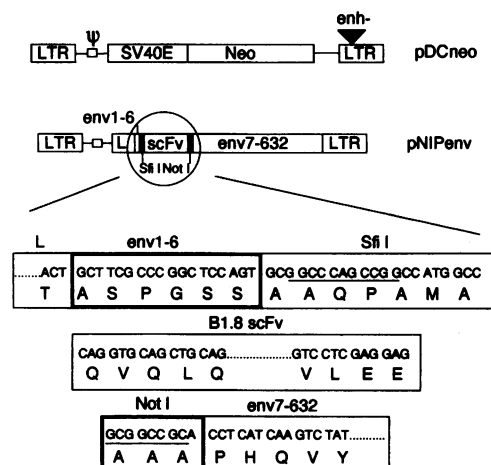 enh-
LTR Ψ SV40E Neo LTR pDCneo
env1-6
LTR L scFv env7-632 LTR pNIPenv
Sfi I Not I
L env1-6 Sfi I
........ACT GCT TCG CCC GGC TCC AGT GCG GCC CAG CCG GCC ATG GCC
T A S P G S S A A Q P A M A
B1.8 scFv
CAG GTG CAG CTG CAG................GTC CTC GAG GAG
Q V Q L Q V L E E
Not I env7-632
GCG GCC GCA CCT CAT CAA GTC TAT..........
A A A P H Q V Y